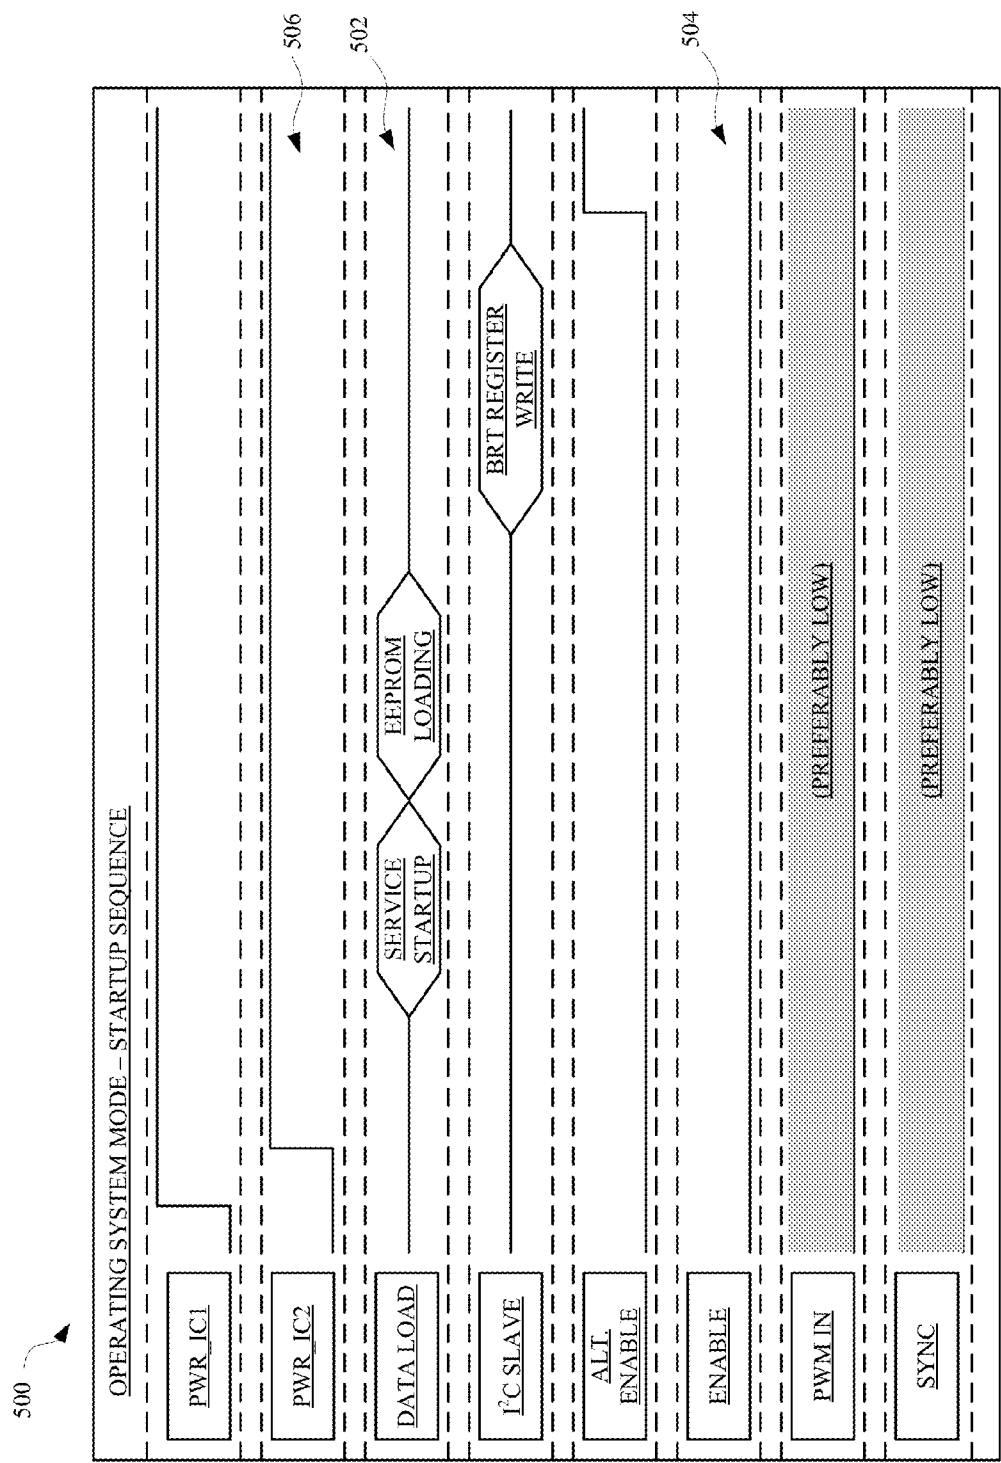 500
OPERATING SYSTEM MODE – STARTUP SEQUENCE
PWR_IC1
PWR_IC2
506
DATA LOAD
SERVICE
STARTUP
EEPROM
LOADING
502
I²C SLAVE
BRT REGISTER
WRITE
ALT.
ENABLE
ENABLE
504
PWM IN
(PREFERABLY LOW)
SYNC
(PREFERABLY LOW)